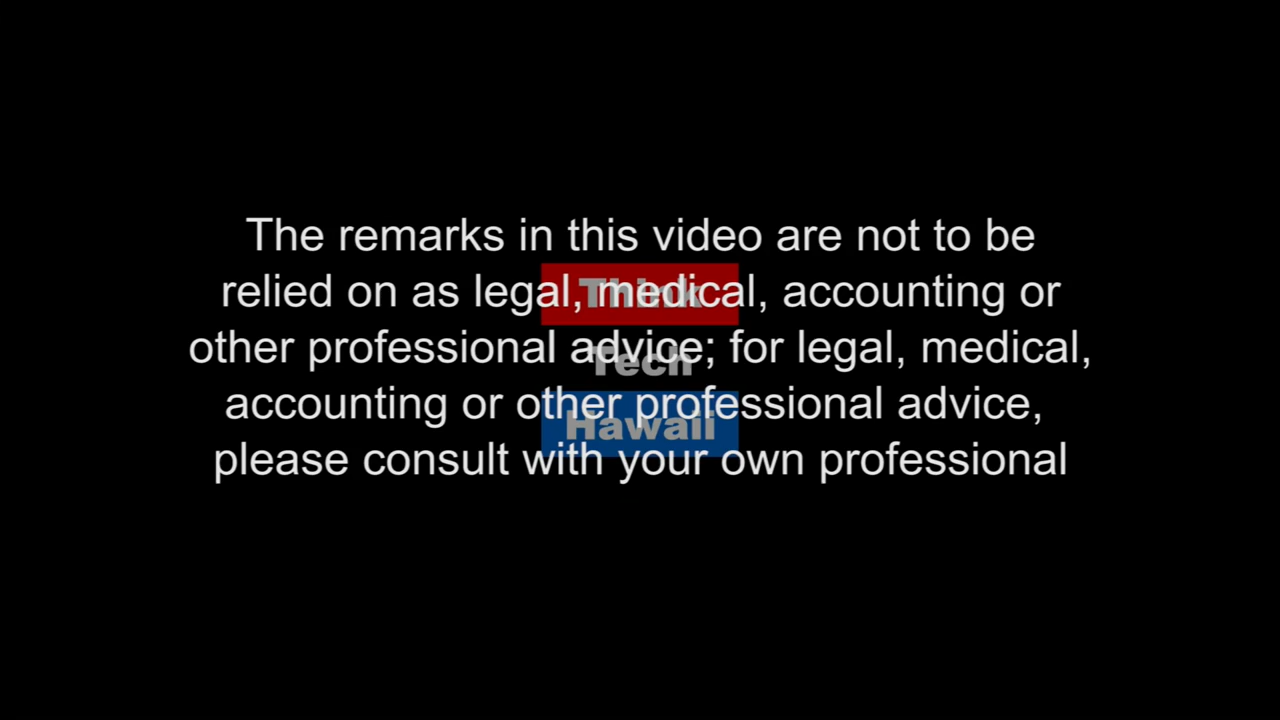 The remarks in this video are not to be
relied on as legal, medical, accounting or
other professional advice; for legal, medical,
accounting or other professional advice,
please consult with your own professional
Think
Tech
Hawaii